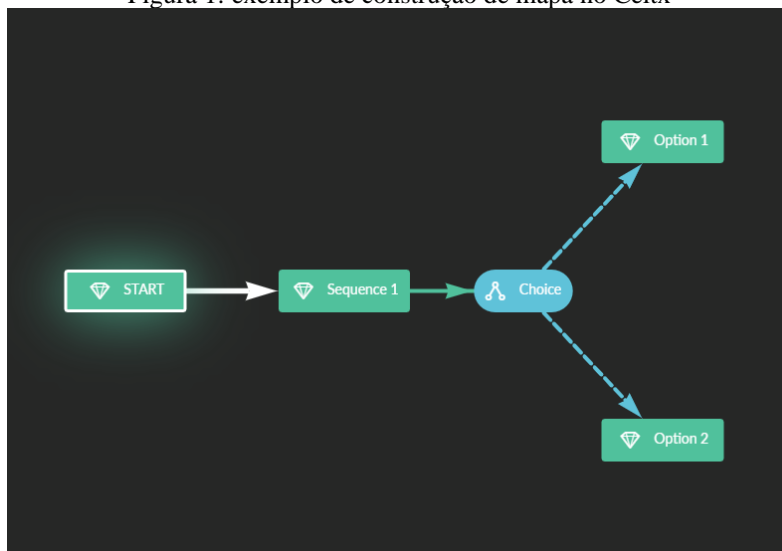 Figura 1: exemplo de construção de mapa no Celtx
Option 1
START
Sequence 1
Choice
Option 2